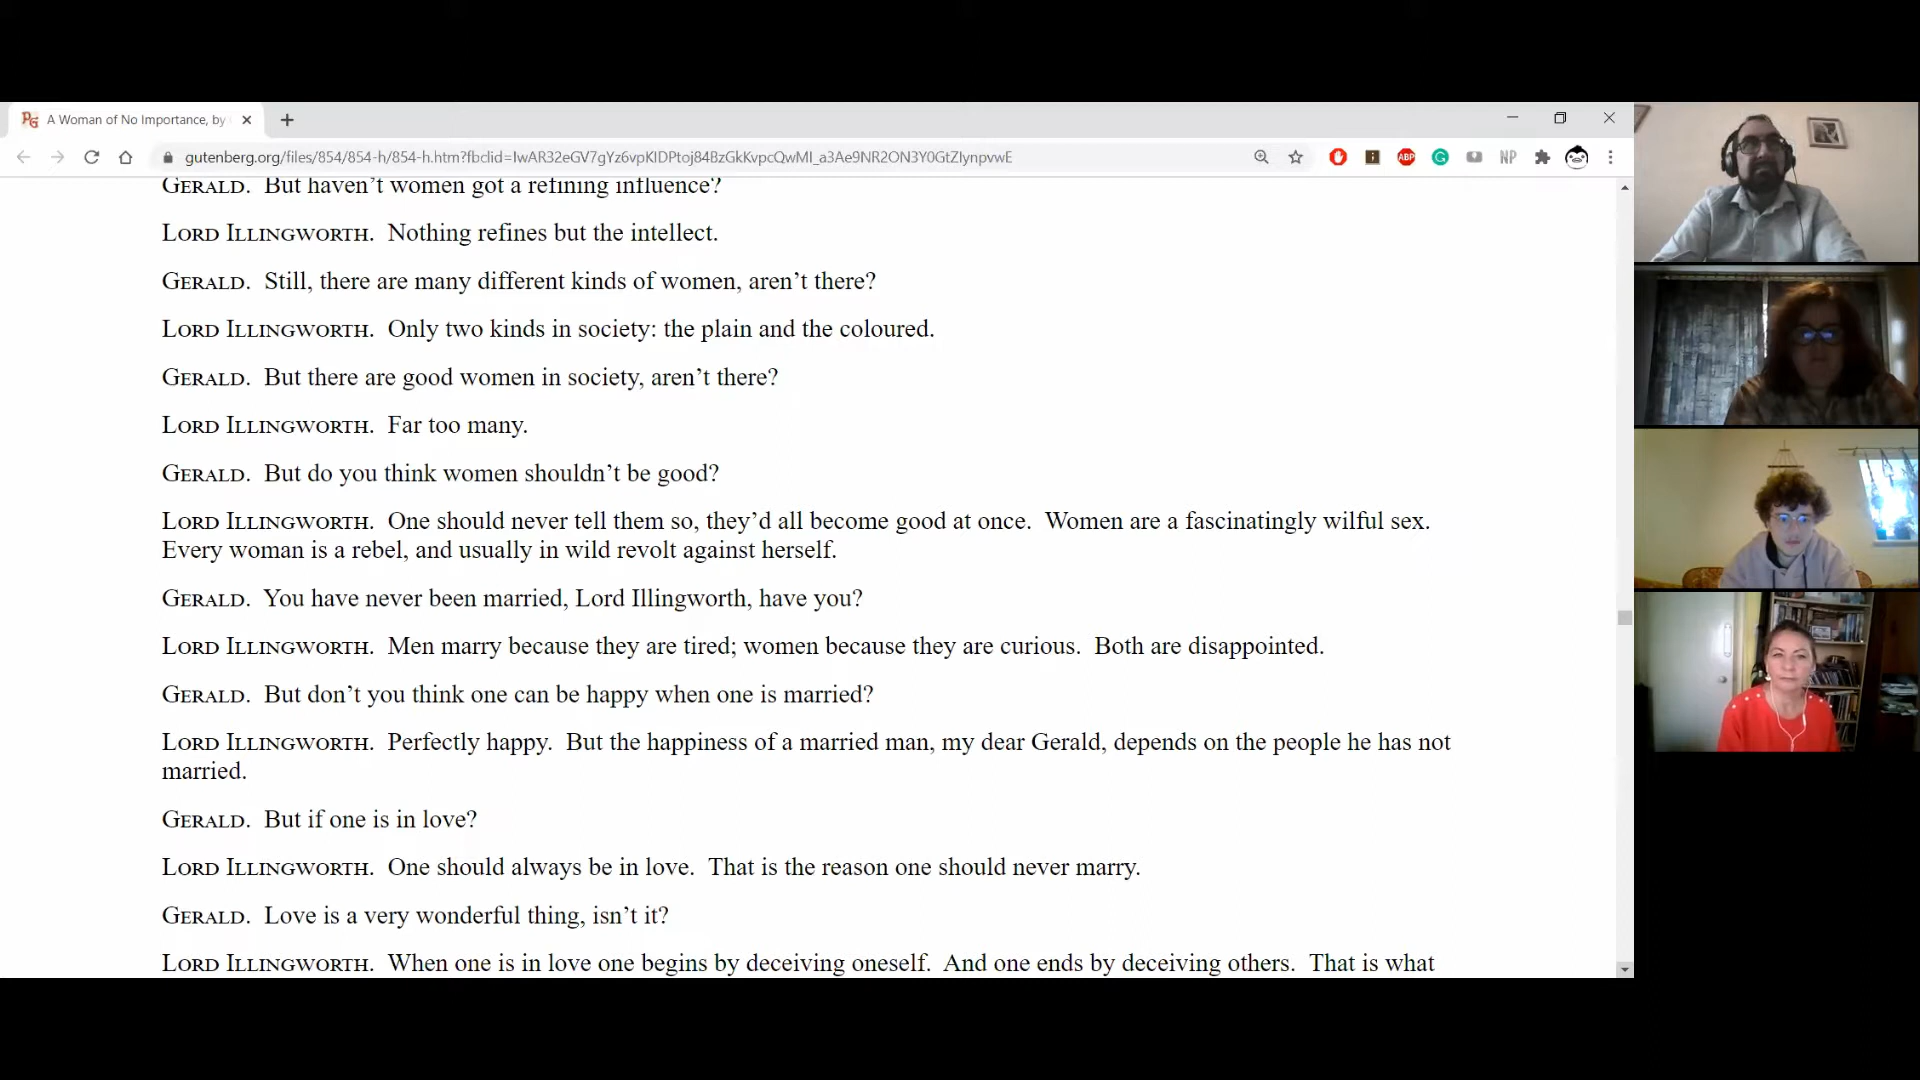 A Woman of No Importance, by
gutenberg.org/files/854/854-h/854-h.htm?fbclid=IwAR32eGV7gYz6vpKIDPtoj84BzGkKvpcQwMI_a3Ae9NR2ON3Y0GtZIynpvwE
ABP
NP
GERALD. But haven’t women got a refining influence?
LORD ILLINGWORTH. Nothing refines but the intellect.
GERALD. Still, there are many different kinds of women, aren’t there?
LORD ILLINGWORTH. Only two kinds in society: the plain and the coloured.
GERALD. But there are good women in society, aren’t there?
LORD ILLINGWORTH. Far too many.
GERALD. But do you think women shouldn’t be good?
LORD ILLINGWORTH. One should never tell them so, they’d all become good at once. Women are a fascinatingly wilful sex.
Every woman is a rebel, and usually in wild revolt against herself.
GERALD. You have never been married, Lord Illingworth, have you?
LORD ILLINGWORTH. Men marry because they are tired; women because they are curious. Both are disappointed.
GERALD. But don’t you think one can be happy when one is married?
LORD ILLINGWORTH. Perfectly happy. But the happiness of a married man, my dear Gerald, depends on the people he has not
married.
GERALD. But if one is in love?
LORD ILLINGWORTH. One should always be in love. That is the reason one should never marry.
GERALD. Love is a very wonderful thing, isn’t it?
LORD ILLINGWORTH. When one is in love one begins by deceiving oneself. And one ends by deceiving others. That is what